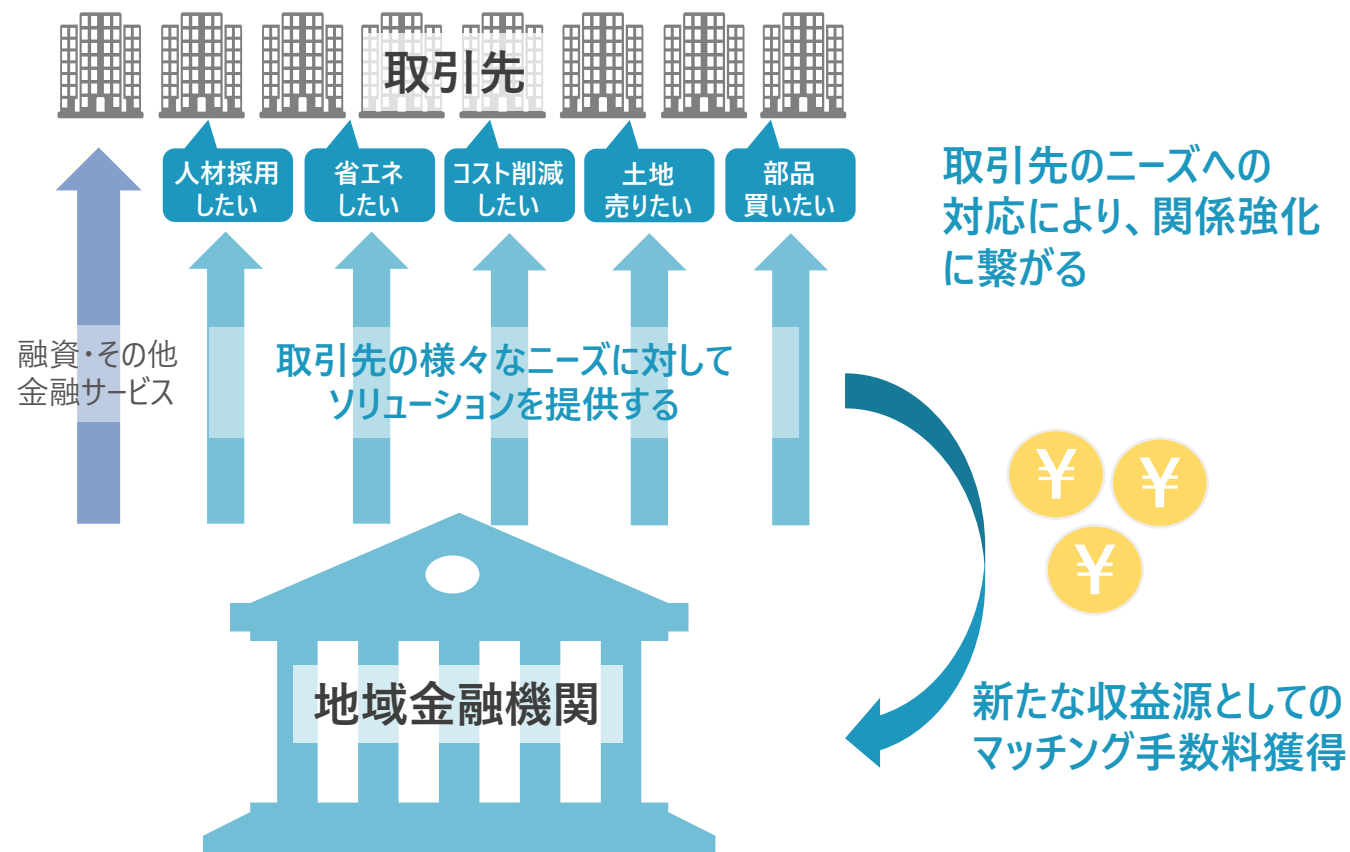 取引先
人材採用
したい
省エネ
したい
コスト削減
したい
土地
売りたい
部品
買いたい
取引先のニーズへの
対応により、関係強化
に繋がる
融資・その他
金融サービス
取引先の様々なニーズに対して
ソリューションを提供する
¥
¥
¥
地域金融機関
新たな収益源としての
マッチング手数料獲得